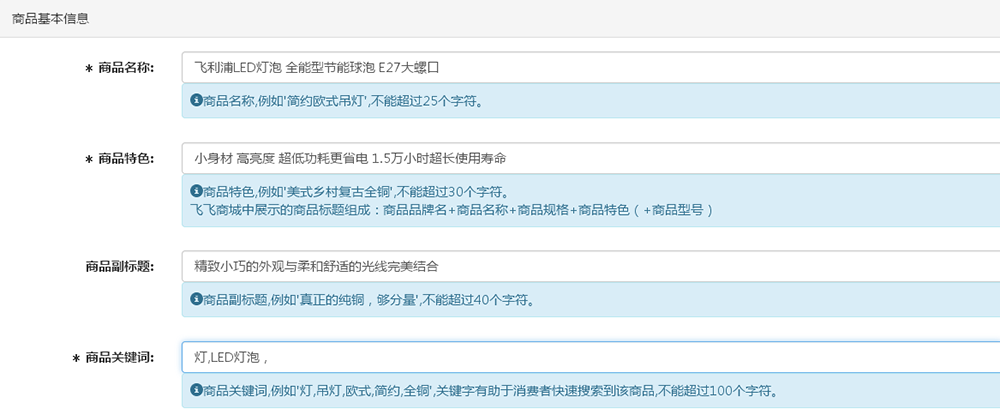 商品基本信息
* 商品名称: 飞利浦LED灯泡 全能型节能球泡 E27大螺口
商品名称,例如'简约欧式吊灯',不能超过25个字符。
* 商品特色: 小身材 高亮度 超低功耗更省电 1.5万小时超长使用寿命
商品特色,例如'美式乡村复古全铜',不能超过30个字符。
飞飞商城中展示的商品标题组成：商品品牌名+商品名称+商品规格+商品特色（+商品型号）
商品副标题: 精致小巧的外观与柔和舒适的光线完美结合
商品副标题,例如'真正的纯铜，够分量',不能超过40个字符。
* 商品关键词: 灯,LED灯泡，
商品关键词,例如'灯,吊灯,欧式,简约,全铜',关键字有助于消费者快速搜索到该商品,不能超过100个字符。